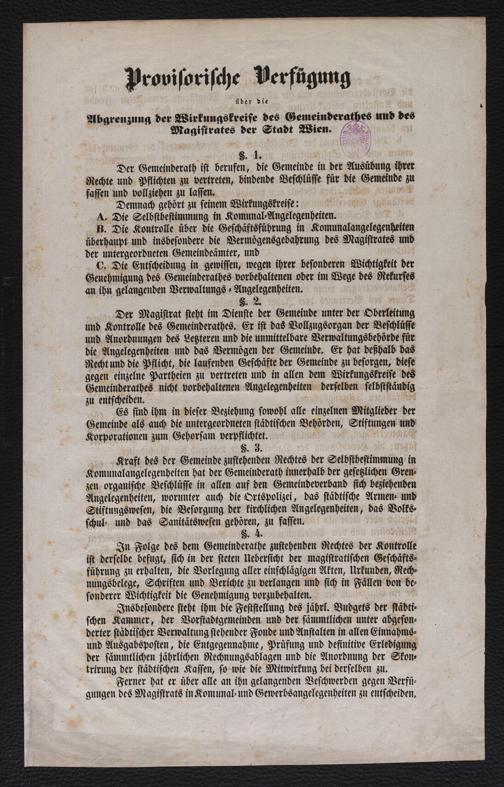 Provisorische Verfügung
über die
Abgrenzung der Wirkungskreise des Gemeinderathes und des
Magistrates der Stadt Wien.
§. 1.
Der Gemeinderath ist berufen, die Gemeinde in der Ausübung ihrer
Rechte und Pflichten zu vertreten, bindende Beschlüsse für die Gemeinde zu
fassen und vollziehen zu lassen.
Demnach gehört zu seinem Wirkungskreise:
A. Die Selbstbestimmung in Komunal-Angelegenheiten.
B. Die Kontrolle über die Geschäftsführung in Komunalangelegenheiten
überhaupt und insbesondere die Vermögensgebahrung des Magistrates und
der untergeordneten Gemeindeämter, und
C. Die Entscheidung in gewissen, wegen ihrer besonderen Wichtigkeit der
Genehmigung des Gemeinderathes vorbehaltenen oder im Wege des Rekurses
an ihn gelangenden Verwaltungs-Angelegenheiten.
§. 2.
Der Magistrat steht im Dienste der Gemeinde unter der Oberleitung
und Kontrolle des Gemeinderathes. Er ist das Vollzugsorgan der Beschlüsse
und Anordnungen des Letzteren und die unmittelbare Verwaltungsbehörde für
die Angelegenheiten und das Vermögen der Gemeinde. Er hat deßhalb das
Recht und die Pflicht, die laufenden Geschäfte der Gemeinde zu besorgen, diese
gegen einzelne Partheien zu vertreten und in allen dem Wirkungskreise des
Gemeinderathes nicht vorbehaltenen Angelegenheiten derselben selbstständig
zu entscheiden.
Es sind ihm in dieser Beziehung sowohl alle einzelnen Mitglieder der
Gemeinde als auch die untergeordneten städtischen Behörden, Stiftungen und
Korporationen zum Gehorsam verpflichtet.
§. 3.
Kraft des der Gemeinde zustehenden Rechtes der Selbstbestimmung in
Komunalangelegenheiten hat der Gemeinderath innerhalb der gesetzlichen Gren-
zen organische Beschlüsse in allen auf den Gemeindeverband sich beziehenden
Angelegenheiten, worunter auch die Ortspolizei, das städtische Armen- und
Stiftungswesen, die Besorgung der kirchlichen Angelegenheiten, das Volks-
schul- und das Sanitätswesen gehören, zu fassen.
§. 4.
In Folge des dem Gemeinderathe zustehenden Rechtes der Kontrolle
ist derselbe befugt, sich in der steten Uebersicht der magistratischen Geschäfts-
führung zu erhalten, die Vorlegung aller einschlägigen Akten, Urkunden, Rech-
nungsbelege, Schriften und Berichte zu verlangen und sich in Fällen von be-
sonderer Wichtigkeit die Genehmigung vorzubehalten.
Insbesondere steht ihm die Feststellung des jährl. Budgets der städti-
schen Kammer, der Vorstadtgemeinden und der sämmtlichen unter abgeson-
derter städtischer Verwaltung stehender Fonde und Anstalten in allen Einnahms-
und Ausgabsposten, die Entgegennahme, Prüfung und definitive Erledigung
der sämmtlichen jährlichen Rechnungsablagen und die Anordnung der Skon-
trirung der städtischen Kassen, so wie die Mitwirkung bei derselben zu.
Ferner hat er über alle an ihn gelangenden Beschwerden gegen Verfü-
gungen des Magistrats in Komunal- und Gewerbsangelegenheiten zu entscheiden.